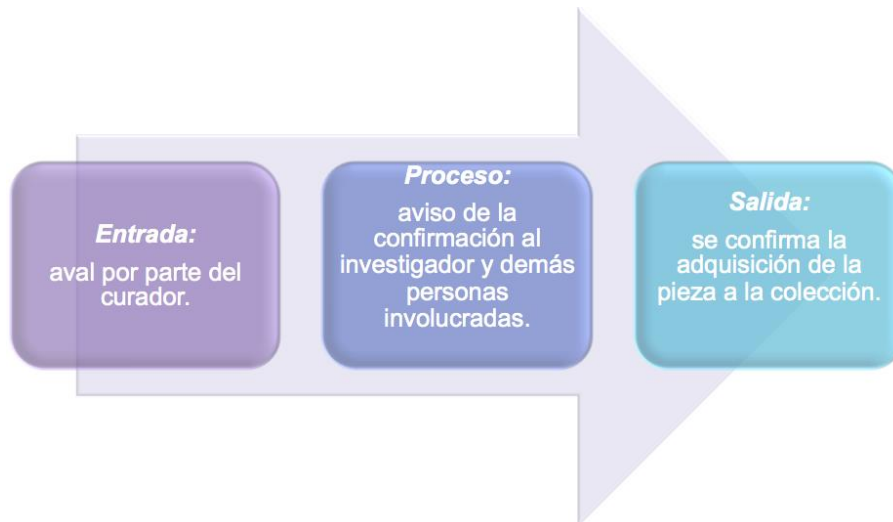 Entrada:
aval por parte del
curador.
Proceso:
aviso de la
confirmación al
investigador y demás
personas
involucradas.
Salida:
se confirma la
adquisición de la
pieza a la colección.